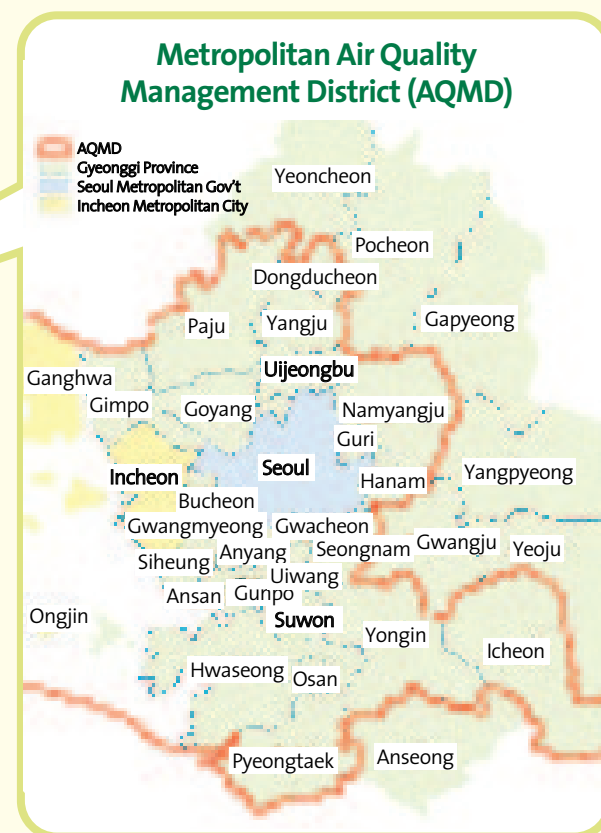 Metropolitan Air Quality
Management District (AQMD)
AQMD
Gyeonggi Province
Seoul Metropolitan Gov't
Incheon Metropolitan City
Yeoncheon
Pocheon
Dongducheon
Paju
Yangju
Gapyeong
Uijeongbu
Ganghwa
Gimpo
Goyang
Namyangju
Guri
Incheon
Seoul
Yangpyeong
Hanam
Bucheon
Gwangmyeong
Gwacheon
Siheung
Anyang
Seongnam
Gwangju
Yeoju
Uiwang
Ansan
Gunpo
Ongjin
Suwon
Yongin
Icheon
Hwaseong
Osan
Pyeongtaek
Anseong